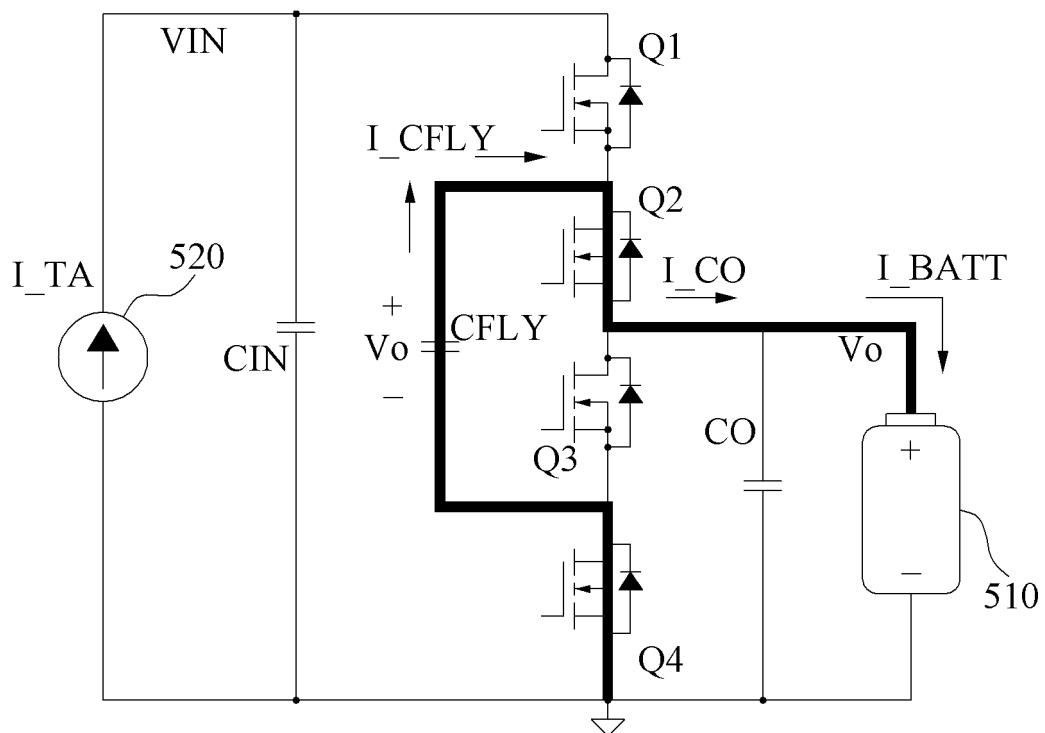 VIN
Q1
I_CFLY
Q2
520
I_TA
I_CO
I_BATT
+
CFLY
Vo
Vo
CIN
−
CO
Q3
+
−
510
Q4